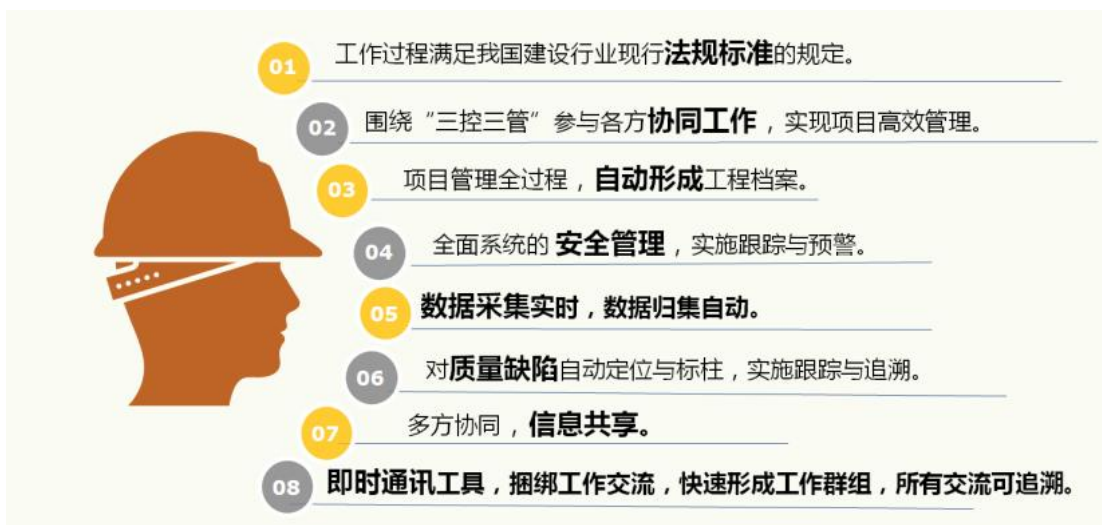 01 工作过程满足我国建设行业现行法规标准的规定。
02 围绕“三控三管”参与各方协同工作，实现项目高效管理。
03 项目管理全过程，自动形成工程档案。
04 全面系统的 安全管理，实施跟踪与预警。
05 数据采集实时，数据归集自动。
06 对质量缺陷自动定位与标柱，实施跟踪与追溯。
07 多方协同，信息共享。
08 即时通讯工具，捆绑工作交流，快速形成工作群组，所有交流可追溯。